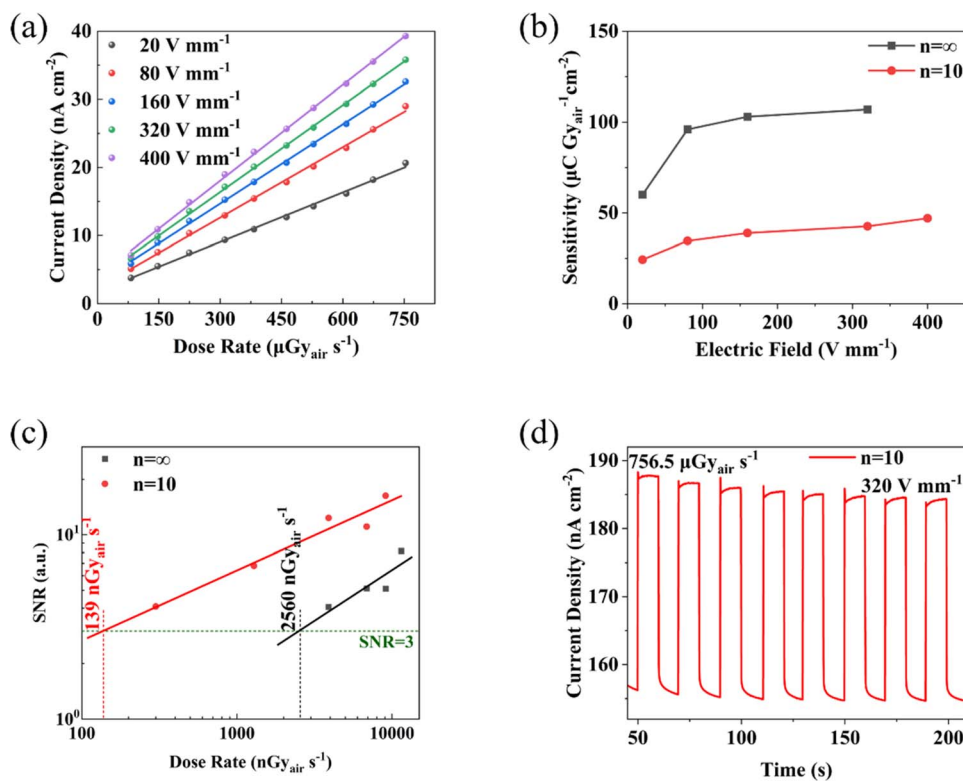 (a)
20 V mm⁻¹
80 V mm⁻¹
160 V mm⁻¹
320 V mm⁻¹
400 V mm⁻¹
Current Density (nA cm⁻²)
40
30
20
10
0
0 150 300 450 600 750
Dose Rate (μGyair s⁻¹)
(b)
n=∞
n=10
Sensitivity (μC Gyair⁻¹cm⁻²)
150
100
50
0
0 100 200 300 400
Electric Field (V mm⁻¹)
(c)
n=∞
n=10
SNR (a.u.)
10¹
10⁰
139 nGyair s⁻¹
2560 nGyair s⁻¹
SNR=3
100 1000 10000
Dose Rate (nGyair s⁻¹)
(d)
756.5 μGyair s⁻¹
n=10
320 V mm⁻¹
Current Density (nA cm⁻²)
190
180
170
160
50 100 150 200
Time (s)